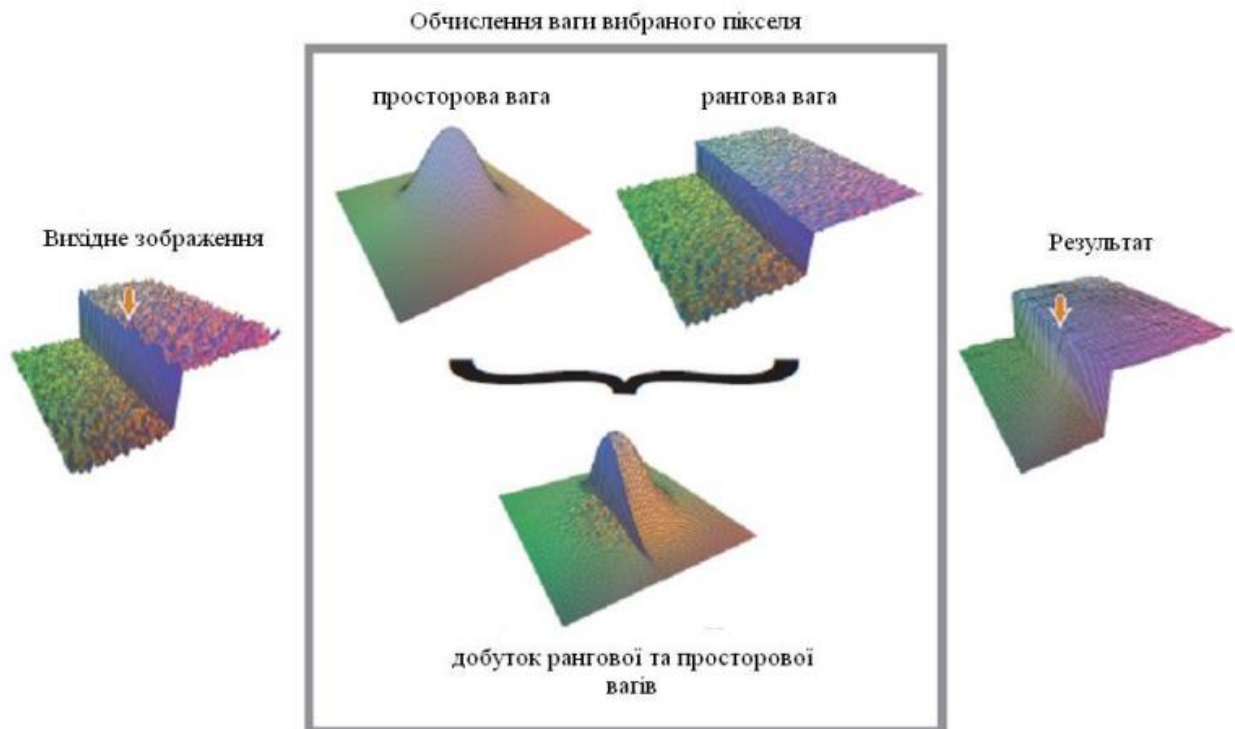 Обчислення ваги вибраного пікселя
просторова вага
рангова вага
Вихідне зображення
Результат
добуток рангової та просторової
вагів